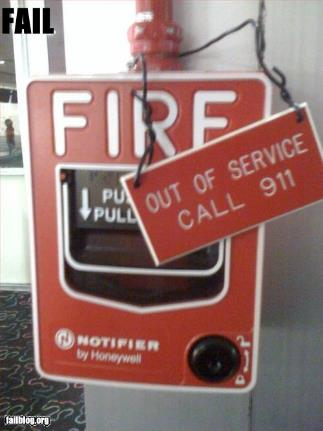 FAIL
FIRE
OUT OF SERVICE
CALL 911
PULL
NOTIFIER
by Honeywell
failblog.org